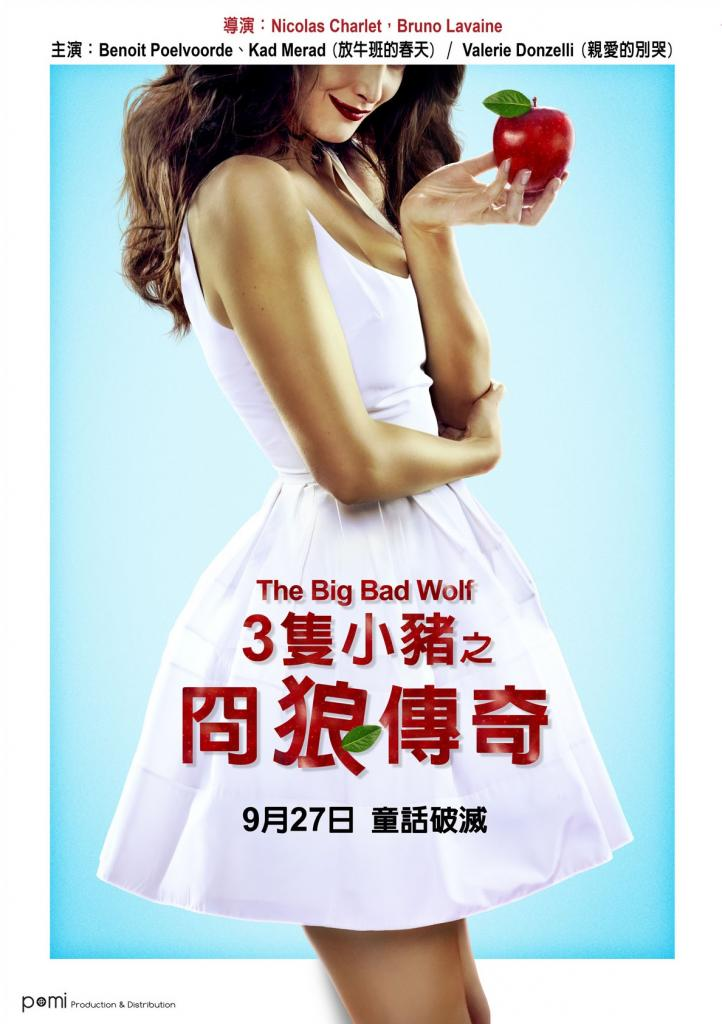 導演：Nicolas Charlet，Bruno Lavaine
主演：Benoit Poelvoorde、Kad Merad（放牛班的春天）/ Valerie Donzelli（親愛的別哭）
The Big Bad Wolf
3隻小豬之
冏狼傳奇
9月27日 童話破滅
pomi Production & Distribution